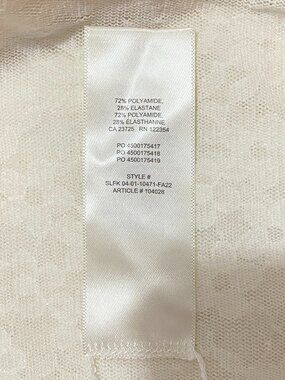 72% POLYAMIDE,
28% ELASTANE
72% POLYAMIDE,
28% ELASTHANNE,
CA 23725 RN 122354
PO 4500175417
PO 4500175418
PO 4500175419
STYLE #
SLFK 04-01-10471-FA22
ARTICLE # 104028